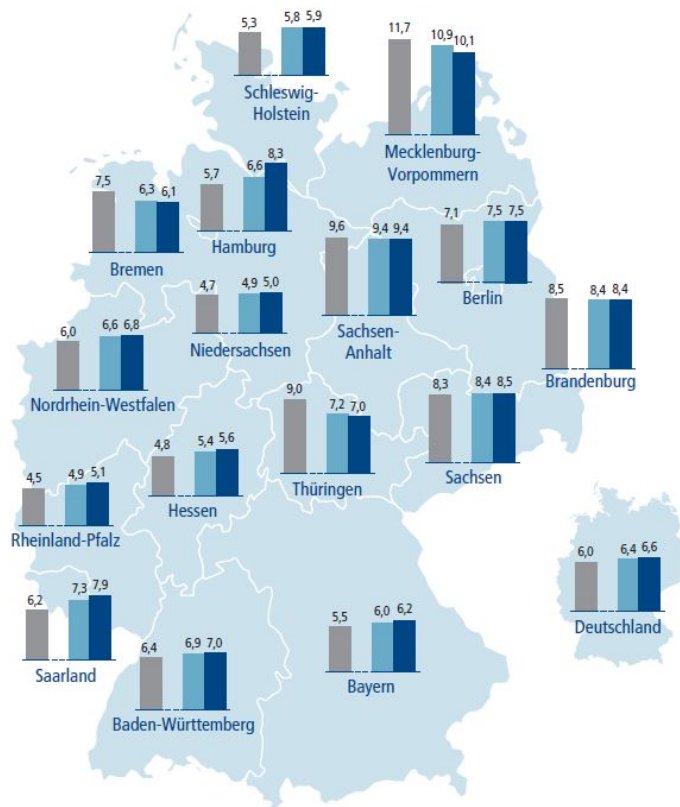 5,3 5,8 5,9
Schleswig-
Holstein
11,7 10,9 10,1
Mecklenburg-
Vorpommern
7,5 6,3 6,1
Bremen
5,7 6,6 8,3
Hamburg
9,6 9,4 9,4
Sachsen-
Anhalt
7,1 7,5 7,5
Berlin
8,5 8,4 8,4
Brandenburg
4,7 4,9 5,0
Niedersachsen
6,0 6,6 6,8
Nordrhein-Westfalen
9,0 7,2 7,0
Thüringen
8,3 8,4 8,5
Sachsen
4,8 5,4 5,6
Hessen
4,5 4,9 5,1
Rheinland-Pfalz
6,0 6,4 6,6
Deutschland
6,2 7,3 7,9
Saarland
6,4 6,9 7,0
Baden-Württemberg
5,5 6,0 6,2
Bayern